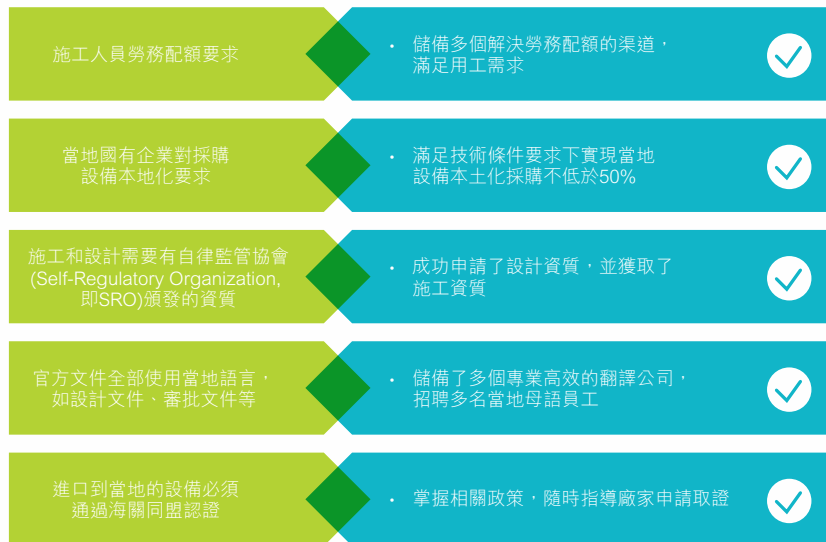 施工人員勞務配額要求
• 儲備多個解決勞務配額的渠道，
滿足用工需求
當地國有企業對採購
設備本地化要求
• 滿足技術條件要求下實現當地
設備本土化採購不低於50%
施工和設計需要有自律監管協會
(Self-Regulatory Organization,
即SRO)頒發的資質
• 成功申請了設計資質，並獲取了
施工資質
官方文件全部使用當地語言，
如設計文件、審批文件等
• 儲備了多個專業高效的翻譯公司，
招聘多名當地母語員工
進口到當地的設備必須
通過海關同盟認證
• 掌握相關政策，隨時指導廠家申請取證